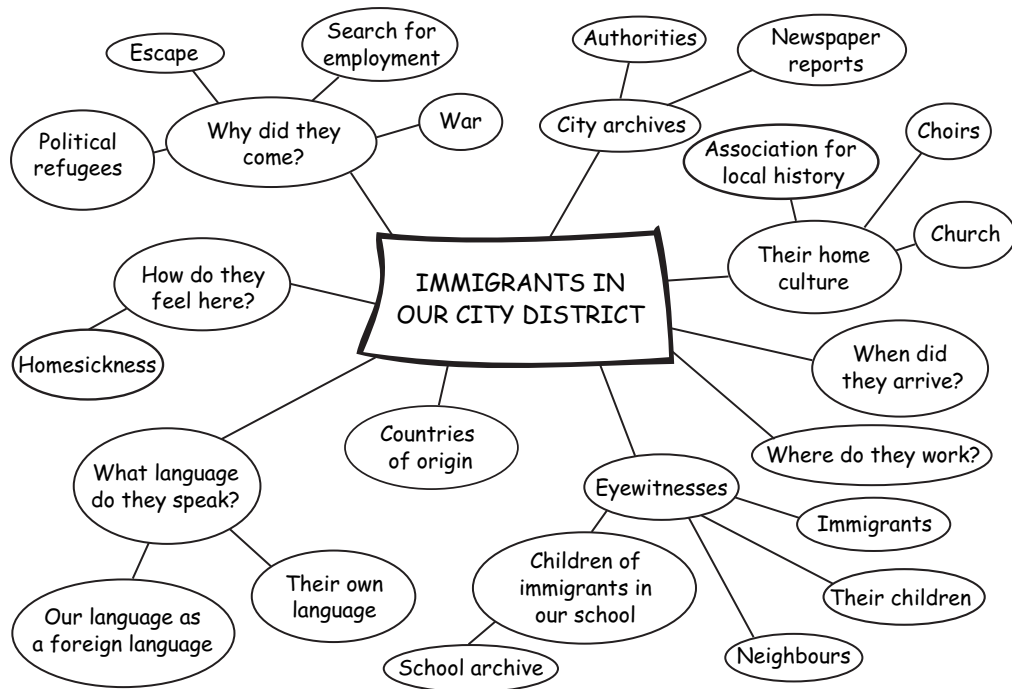 Escape
Search for
employment
Political
refugees
Why did they
come?
War
Authorities
Newspaper
reports
City archives
Association for
local history
Choirs
Their home
culture
Church
IMMIGRANTS IN
OUR CITY DISTRICT
How do they
feel here?
Homesickness
When did
they arrive?
Where do they work?
Countries
of origin
What language
do they speak?
Our language as
a foreign language
Their own
language
Eyewitnesses
Immigrants
Their children
Neighbours
Children of
immigrants in
our school
School archive